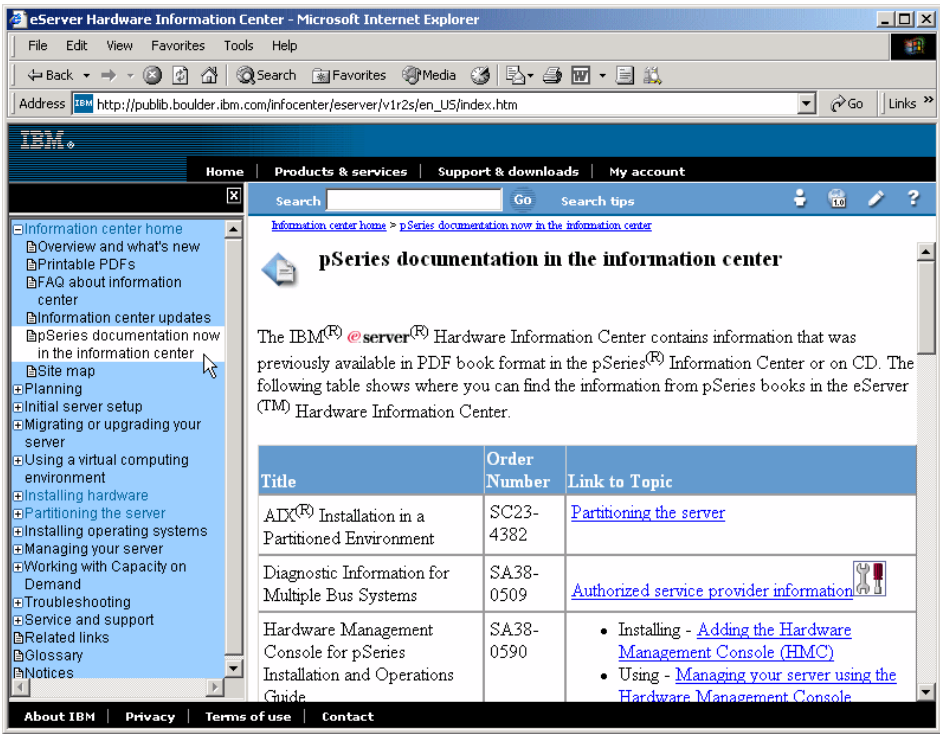 eServer Hardware Information Center - Microsoft Internet Explorer
File Edit View Favorites Tools Help
Back Search Favorites Media
Address IBM http://publib.boulder.ibm.com/infocenter/eserver/v1r2s/en_US/index.htm Go Links »
IBM®
Home | Products & services | Support & downloads | My account
Search Go Search tips 1.0 ?
Information center home
Overview and what's new
Printable PDFs
FAQ about information
center
Information center updates
pSeries documentation now
in the information center
Site map
Planning
Initial server setup
Migrating or upgrading your
server
Using a virtual computing
environment
Installing hardware
Partitioning the server
Installing operating systems
Managing your server
Working with Capacity on
Demand
Troubleshooting
Service and support
Related links
Glossary
Notices
Information center home > pSeries documentation now in the information center
pSeries documentation in the information center
The IBM(R) @server(R) Hardware Information Center contains information that was
previously available in PDF book format in the pSeries(R) Information Center or on CD. The
following table shows where you can find the information from pSeries books in the eServer
(TM) Hardware Information Center.
Title Order Number Link to Topic
AIX(R) Installation in a
Partitioned Environment
SC23-
4382
Partitioning the server
Diagnostic Information for
Multiple Bus Systems
SA38-
0509
Authorized service provider information
Hardware Management
Console for pSeries
Installation and Operations
Guide
SA38-
0590
• Installing - Adding the Hardware
Management Console (HMC)
• Using - Managing your server using the
Hardware Management Console
About IBM | Privacy | Terms of use | Contact